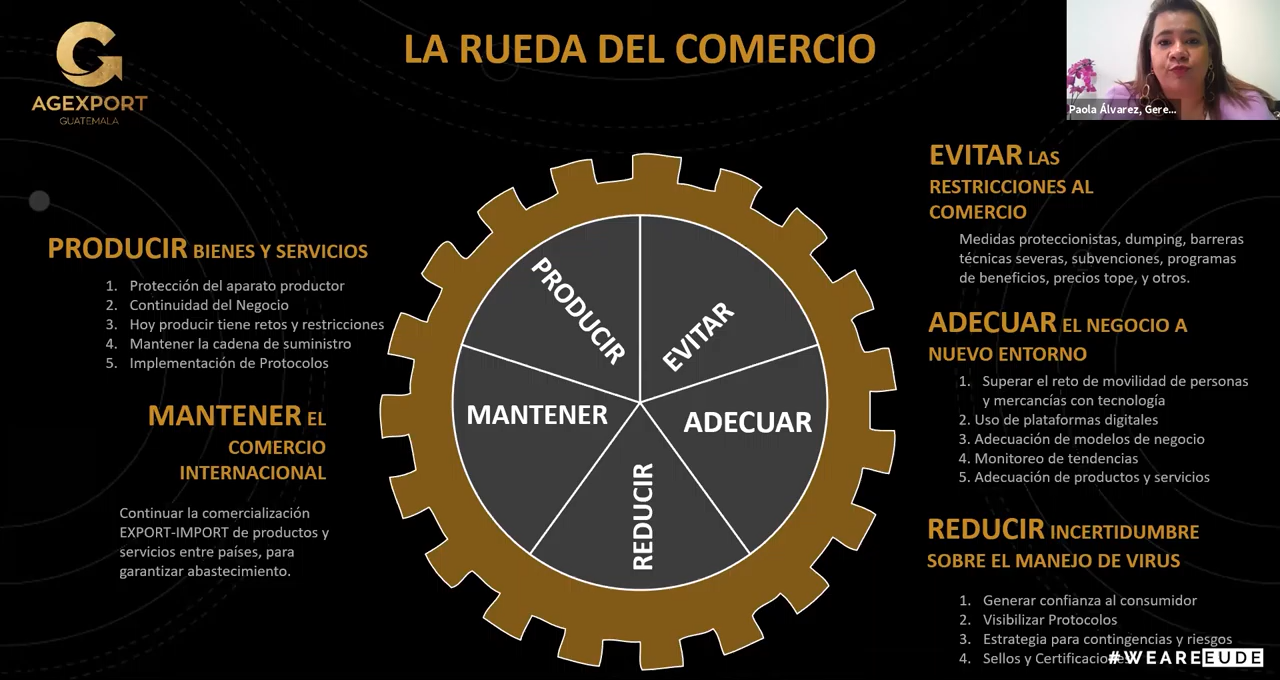 AGEXPORT
GUATEMALA
LA RUEDA DEL COMERCIO
Paola Álvarez, Gere...
PRODUCIR BIENES Y SERVICIOS
1. Protección del aparato productor
2. Continuidad del Negocio
3. Hoy producir tiene retos y restricciones
4. Mantener la cadena de suministro
5. Implementación de Protocolos
MANTENER EL
COMERCIO
INTERNACIONAL
Continuar la comercialización
EXPORT-IMPORT de productos y
servicios entre países, para
garantizar abastecimiento.
PRODUCIR
EVITAR
MANTENER
ADECUAR
REDUCIR
EVITAR LAS
RESTRICCIONES AL
COMERCIO
Medidas proteccionistas, dumping, barreras
técnicas severas, subvenciones, programas
de beneficios, precios tope, y otros.
ADECUAR EL NEGOCIO A
NUEVO ENTORNO
1. Superar el reto de movilidad de personas
y mercancías con tecnología
2. Uso de plataformas digitales
3. Adecuación de modelos de negocio
4. Monitoreo de tendencias
5. Adecuación de productos y servicios
REDUCIR INCERTIDUMBRE
SOBRE EL MANEJO DE VIRUS
1. Generar confianza al consumidor
2. Visibilizar Protocolos
3. Estrategia para contingencias y riesgos
4. Sellos y
#WEAREEUDE